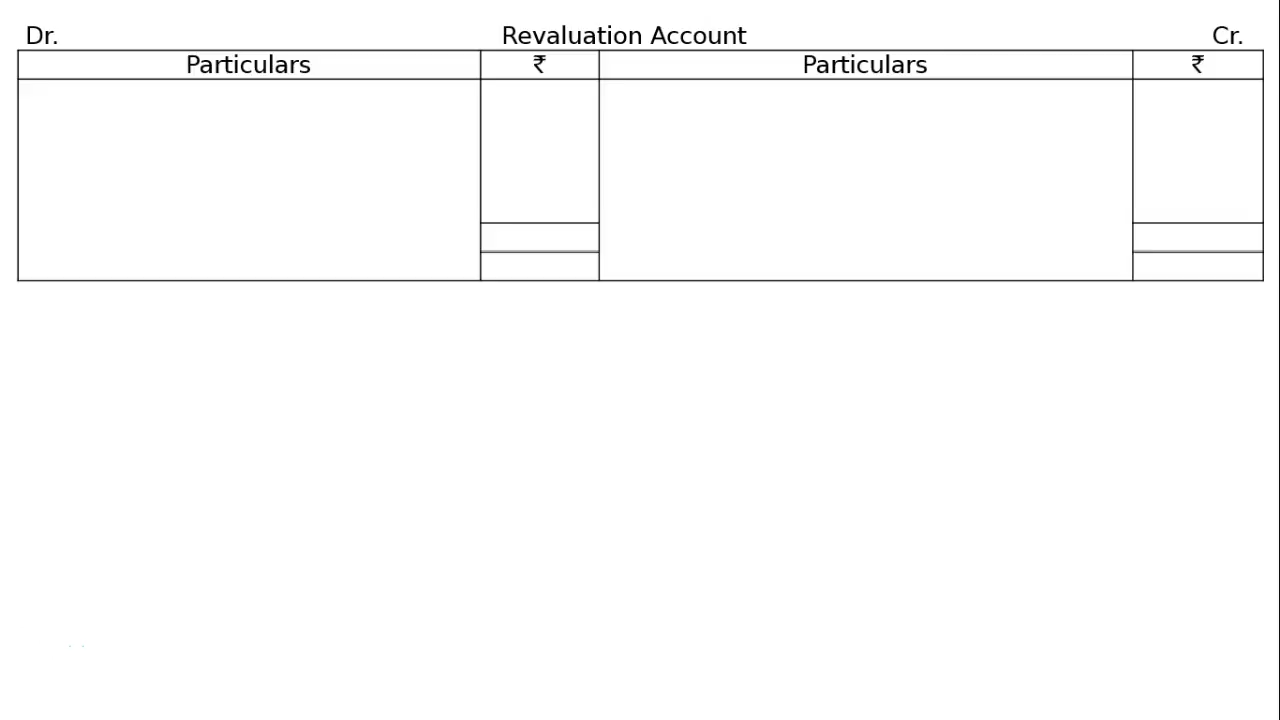 Dr. Revaluation Account Cr.
Particulars ₹ Particulars ₹